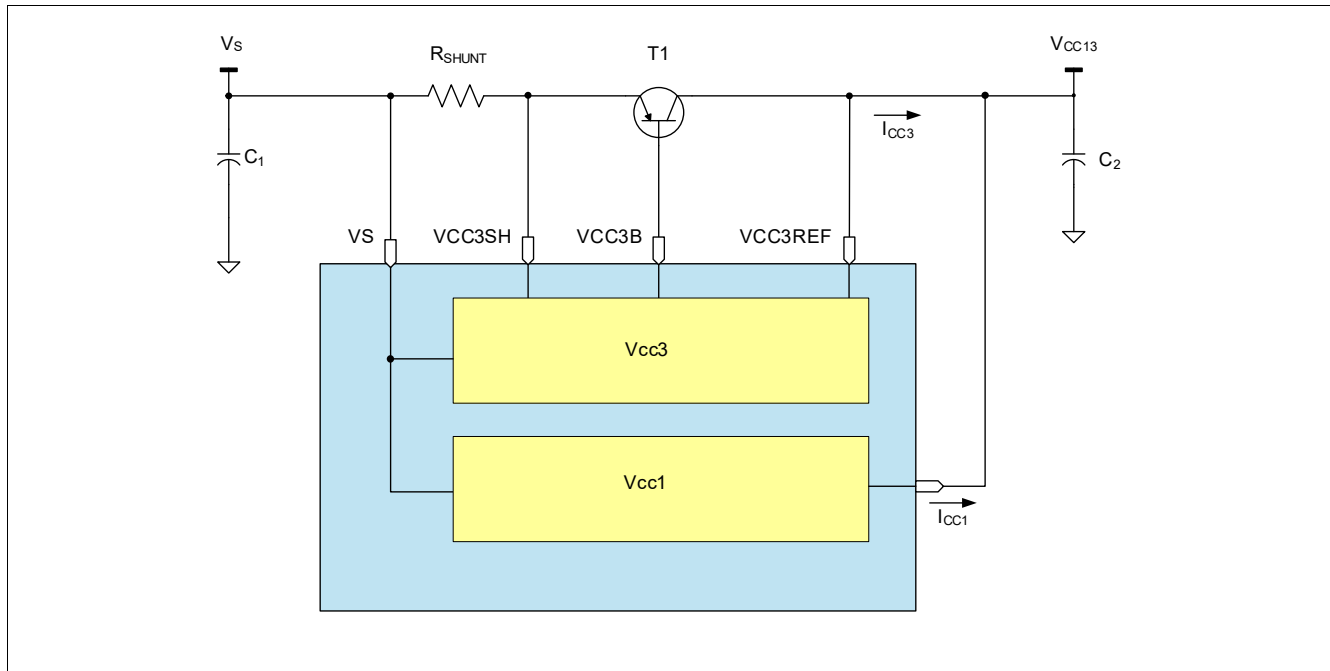 VS
RSHUNT
T1
VCC13
ICC3
C1
C2
VS
VCC3SH
VCC3B
VCC3REF
Vcc3
Vcc1
ICC1